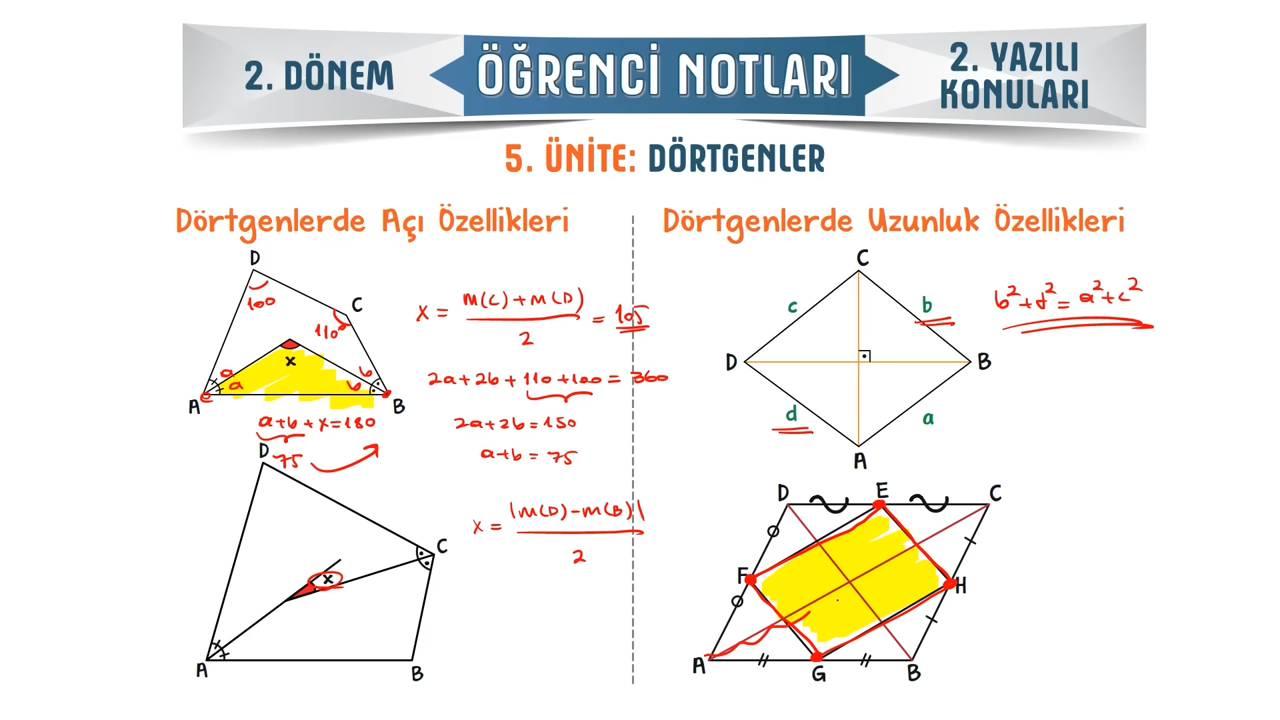 2. DÖNEM
ÖĞRENCİ NOTLARI
2. YAZILI
KONULARI
5. ÜNİTE: DÖRTGENLER
Dörtgenlerde Açı Özellikleri
D
100
C
110°
x
a
a
b
b
A
B
x = m(C) + m(D) / 2 = 105
2a+2b + 110+100 = 360
a+b + x = 180
2a+2b = 150
75
a+b = 75
D
C
x
A
B
x = |m(D) - m(B)| / 2
Dörtgenlerde Uzunluk Özellikleri
C
c
b
D
B
d
a
A
b²+d² = a²+c²
D
E
C
F
H
A
G
B